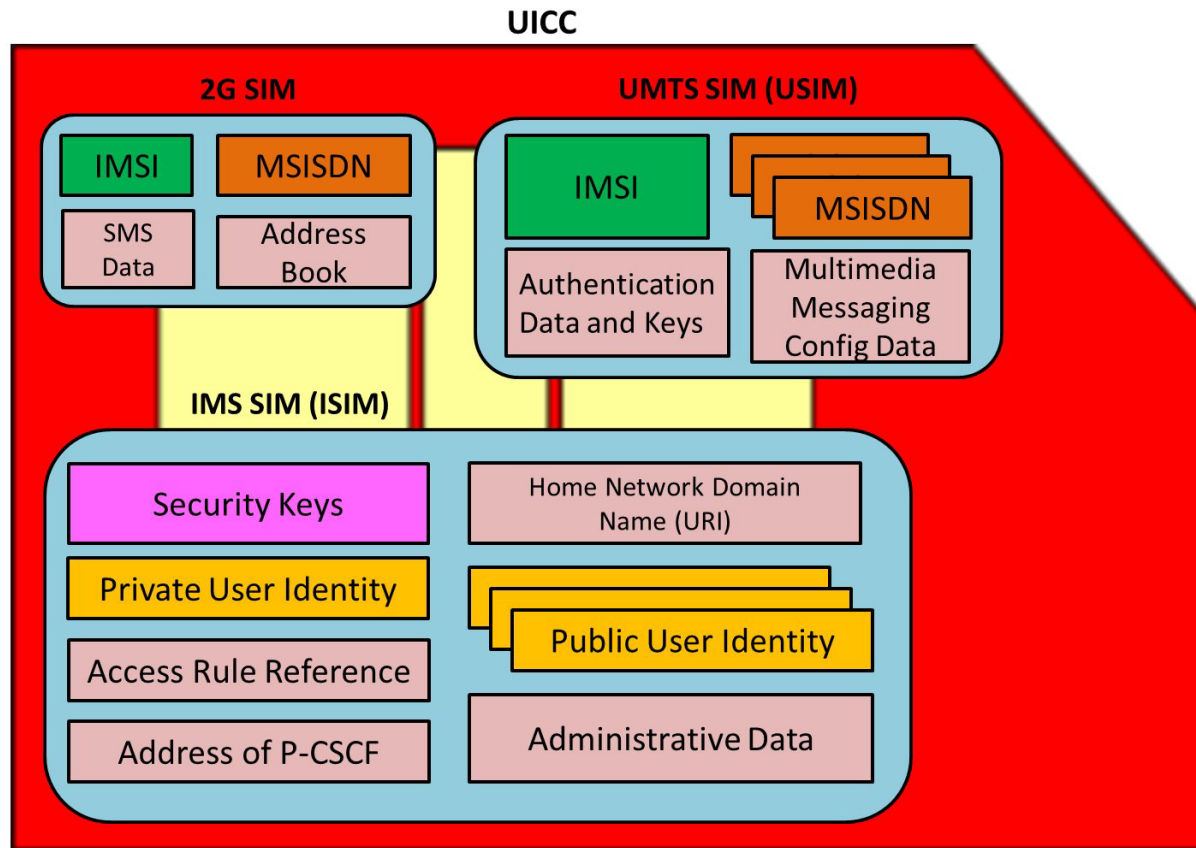 UICC
2G SIM
IMSI
MSISDN
SMS
Data
Address
Book
UMTS SIM (USIM)
IMSI
MSISDN
Authentication
Data and Keys
Multimedia
Messaging
Config Data
IMS SIM (ISIM)
Security Keys
Home Network Domain
Name (URI)
Private User Identity
Public User Identity
Access Rule Reference
Address of P-CSCF
Administrative Data